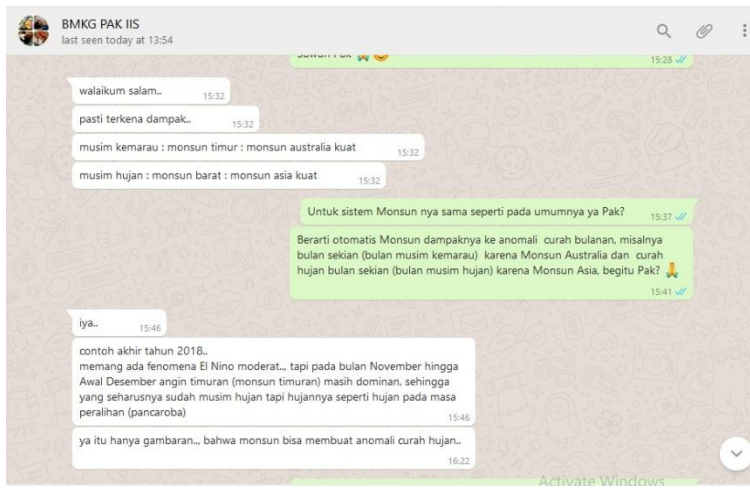 BMKG PAK IIS
last seen today at 13:54
15:28
walaikum salam..
15:32
pasti terkena dampak..
15:32
musim kemarau : monsun timur : monsun australia kuat
15:32
musim hujan : monsun barat : monsun asia kuat
15:32
Untuk sistem Monsun nya sama seperti pada umumnya ya Pak?
15:37
Berarti otomatis Monsun dampaknya ke anomali curah bulanan, misalnya
bulan sekian (bulan musim kemarau) karena Monsun Australia dan curah
hujan bulan sekian (bulan musim hujan) karena Monsun Asia, begitu Pak? 🙏
15:41
iya..
15:46
contoh akhir tahun 2018..
memang ada fenomena El Nino moderat.., tapi pada bulan November hingga
Awal Desember angin timuran (monsun timuran) masih dominan, sehingga
yang seharusnya sudah musim hujan tapi hujannya seperti hujan pada masa
peralihan (pancaroba)
15:46
ya itu hanya gambaran.., bahwa monsun bisa membuat anomali curah hujan..
16:22
Activate Windows